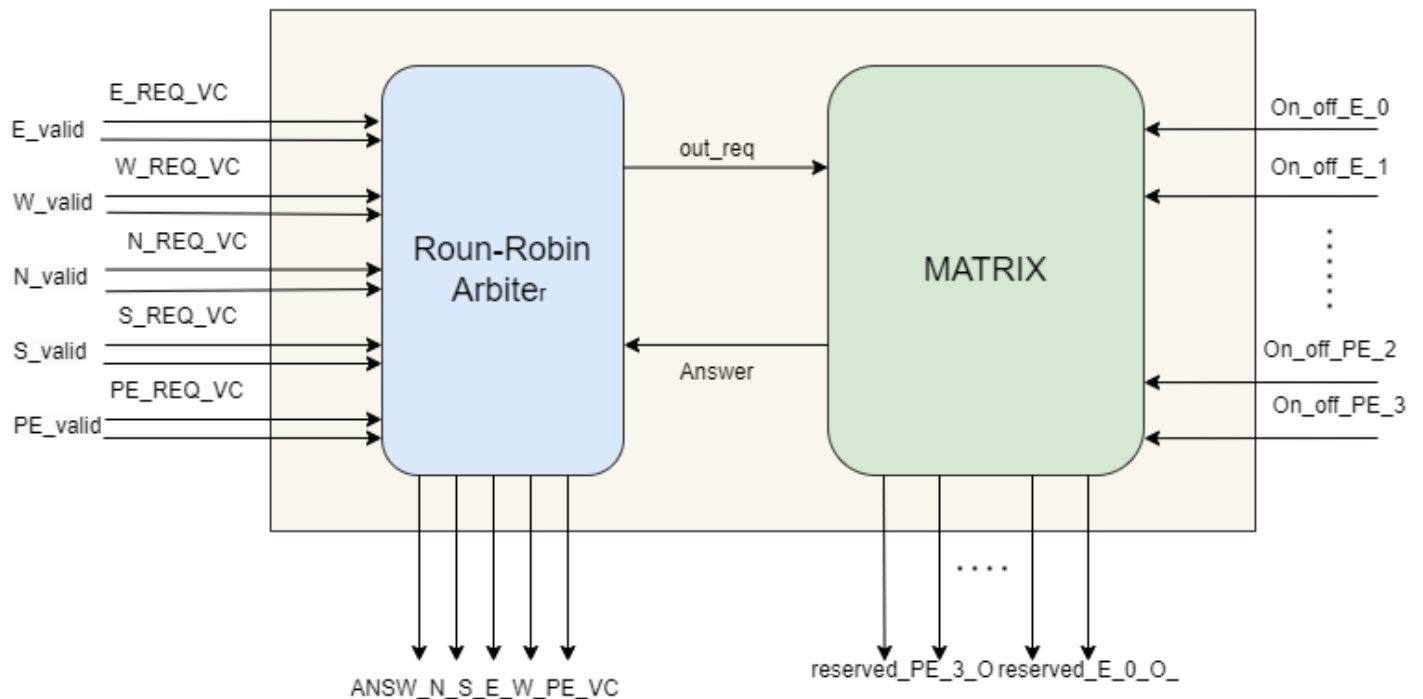 E_REQ_VC
E_valid
W_REQ_VC
W_valid
N_REQ_VC
N_valid
S_REQ_VC
S_valid
PE_REQ_VC
PE_valid
Roun-Robin
Arbiter
out_req
Answer
MATRIX
On_off_E_0
On_off_E_1
On_off_PE_2
On_off_PE_3
ANSW_N_S_E_W_PE_VC
reserved_PE_3_O
reserved_E_0_O_